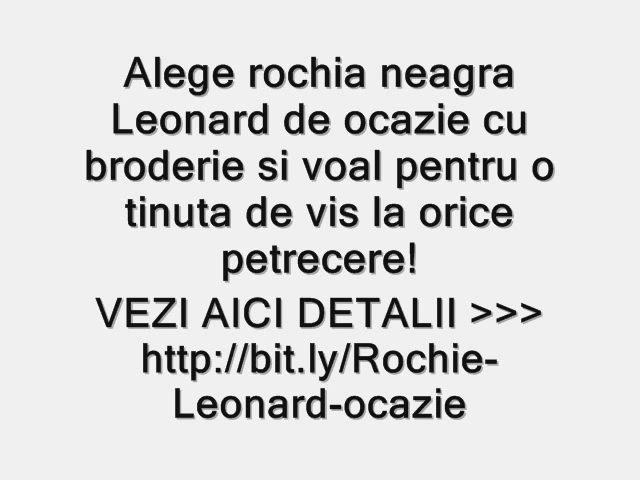 Alege rochia neagra
Leonard de ocazie cu
broderie si voal pentru o
tinuta de vis la orice
petrecere!
VEZI AICI DETALII >>>
http://bit.ly/Rochie-
Leonard-ocazie